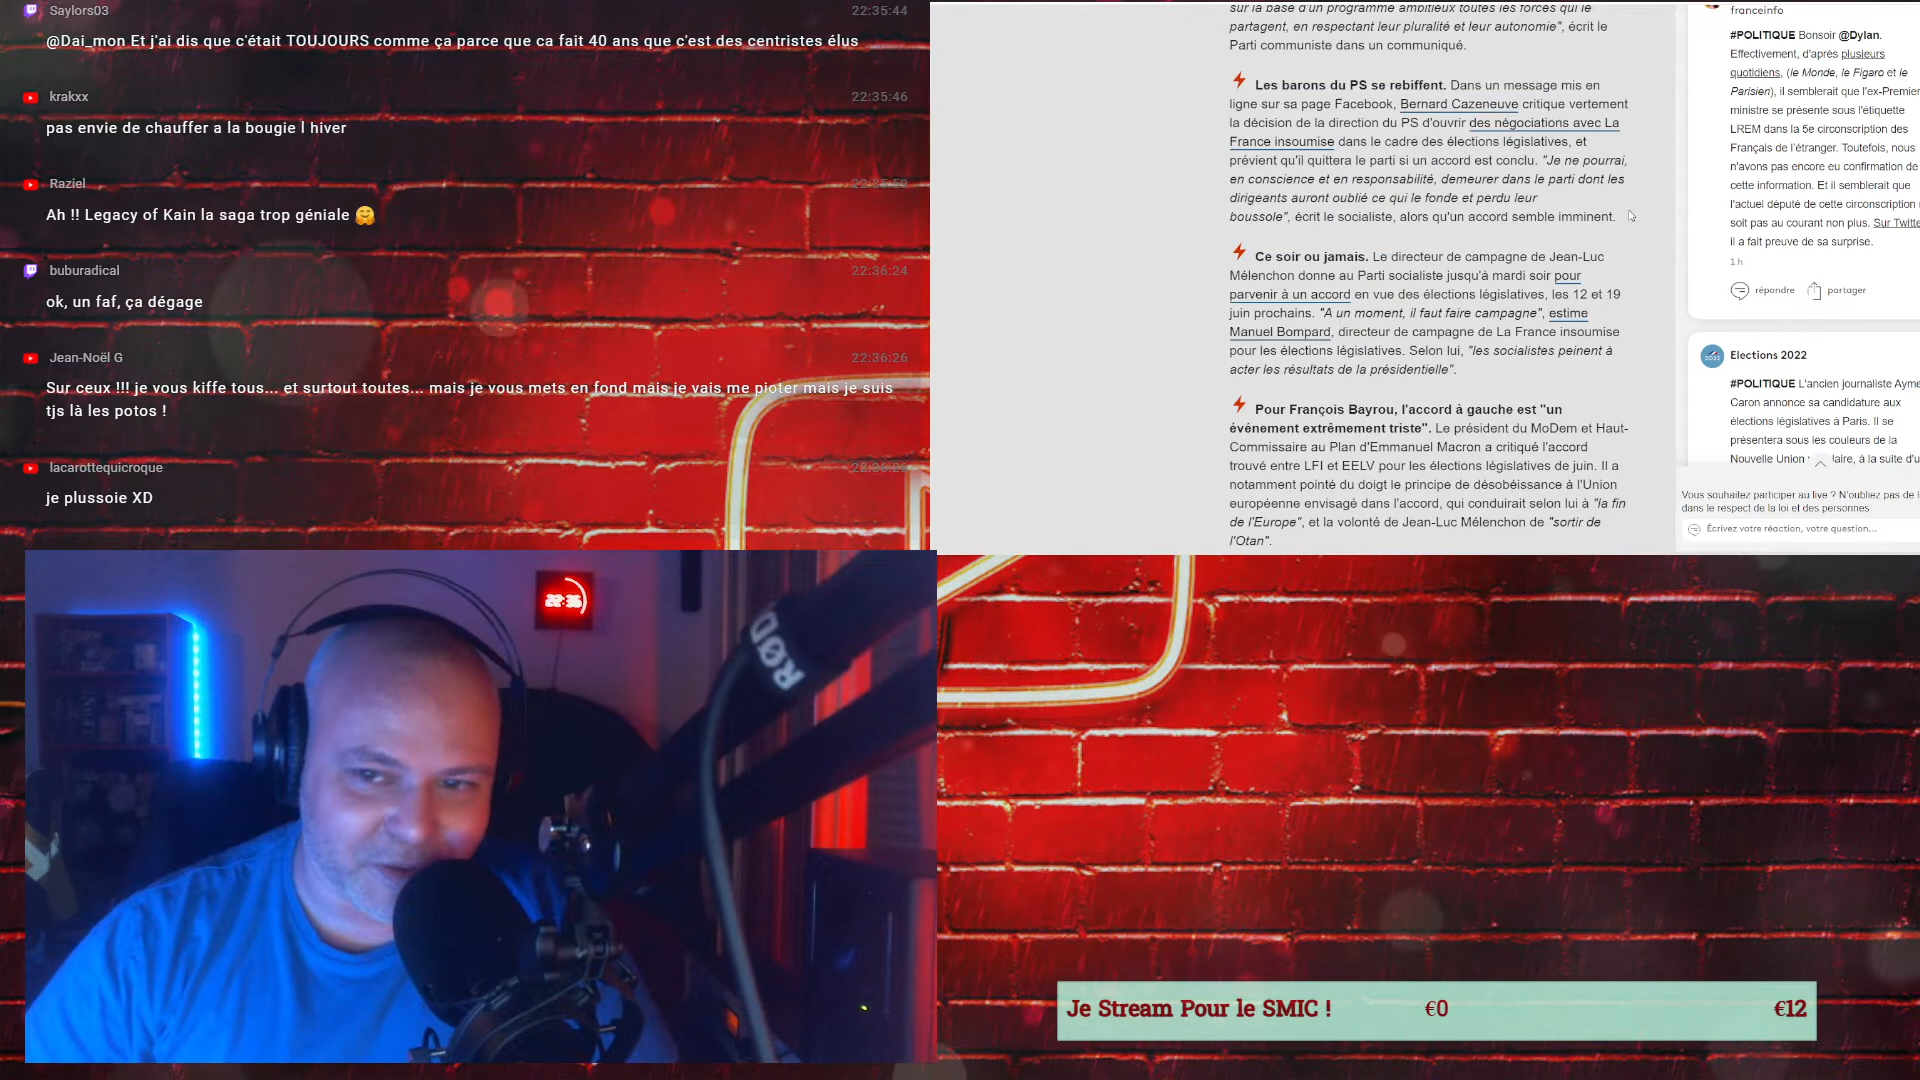 Saylors03 22:35:44
@Dai_mon Et j'ai dis que c'était TOUJOURS comme ça parce que ca fait 40 ans que c'est des centristes élus
krakxx 22:35:46
pas envie de chauffer a la bougie l hiver
Raziel 22:35:59
Ah !! Legacy of Kain la saga trop géniale 🤗
buburadical 22:36:24
ok, un faf, ça dégage
Jean-Noël G 22:36:26
Sur ceux !!! je vous kiffe tous... et surtout toutes... mais je vous mets en fond mais je vais me pioter mais je suis
tjs là les potos !
lacarottequicroque
je plussoie XD
sur la base d'un programme ambitieux toutes les forces qui le
partagent, en respectant leur pluralité et leur autonomie", écrit le
Parti communiste dans un communiqué.
Les barons du PS se rebiffent. Dans un message mis en
ligne sur sa page Facebook, Bernard Cazeneuve critique vertement
la décision de la direction du PS d'ouvrir des négociations avec La
France insoumise dans le cadre des élections législatives, et
prévient qu'il quittera le parti si un accord est conclu. "Je ne pourrai,
en conscience et en responsabilité, demeurer dans le parti dont les
dirigeants auront oublié ce qui le fonde et perdu leur
boussole", écrit le socialiste, alors qu'un accord semble imminent.
Ce soir ou jamais. Le directeur de campagne de Jean-Luc
Mélenchon donne au Parti socialiste jusqu'à mardi soir pour
parvenir à un accord en vue des élections législatives, les 12 et 19
juin prochains. "A un moment, il faut faire campagne", estime
Manuel Bompard, directeur de campagne de La France insoumise
pour les élections législatives. Selon lui, "les socialistes peinent à
acter les résultats de la présidentielle".
Pour François Bayrou, l'accord à gauche est "un
événement extrêmement triste". Le président du MoDem et Haut-
Commissaire au Plan d'Emmanuel Macron a critiqué l'accord
trouvé entre LFI et EELV pour les élections législatives de juin. Il a
notamment pointé du doigt le principe de désobéissance à l'Union
européenne envisagé dans l'accord, qui conduirait selon lui à "la fin
de l'Europe", et la volonté de Jean-Luc Mélenchon de "sortir de
l'Otan".
franceinfo
#POLITIQUE Bonsoir @Dylan.
Effectivement, d'après plusieurs
quotidiens, (le Monde, le Figaro et le
Parisien), il semblerait que l'ex-Premier
ministre se présente sous l'étiquette
LREM dans la 5e circonscription des
Français de l'étranger. Toutefois, nous
n'avons pas encore eu confirmation de
cette information. Et il semblerait que
l'actuel député de cette circonscription
soit pas au courant non plus. Sur Twitte
il a fait preuve de sa surprise.
1 h
répondre partager
Elections 2022
#POLITIQUE L'ancien journaliste Ayme
Caron annonce sa candidature aux
élections législatives à Paris. Il se
présentera sous les couleurs de la
Nouvelle Union laire, à la suite d'u
Vous souhaitez participer au live ? N'oubliez pas de l
dans le respect de la loi et des personnes
Écrivez votre réaction, votre question...
22:36
RØD
Je Stream Pour le SMIC ! €0 €12